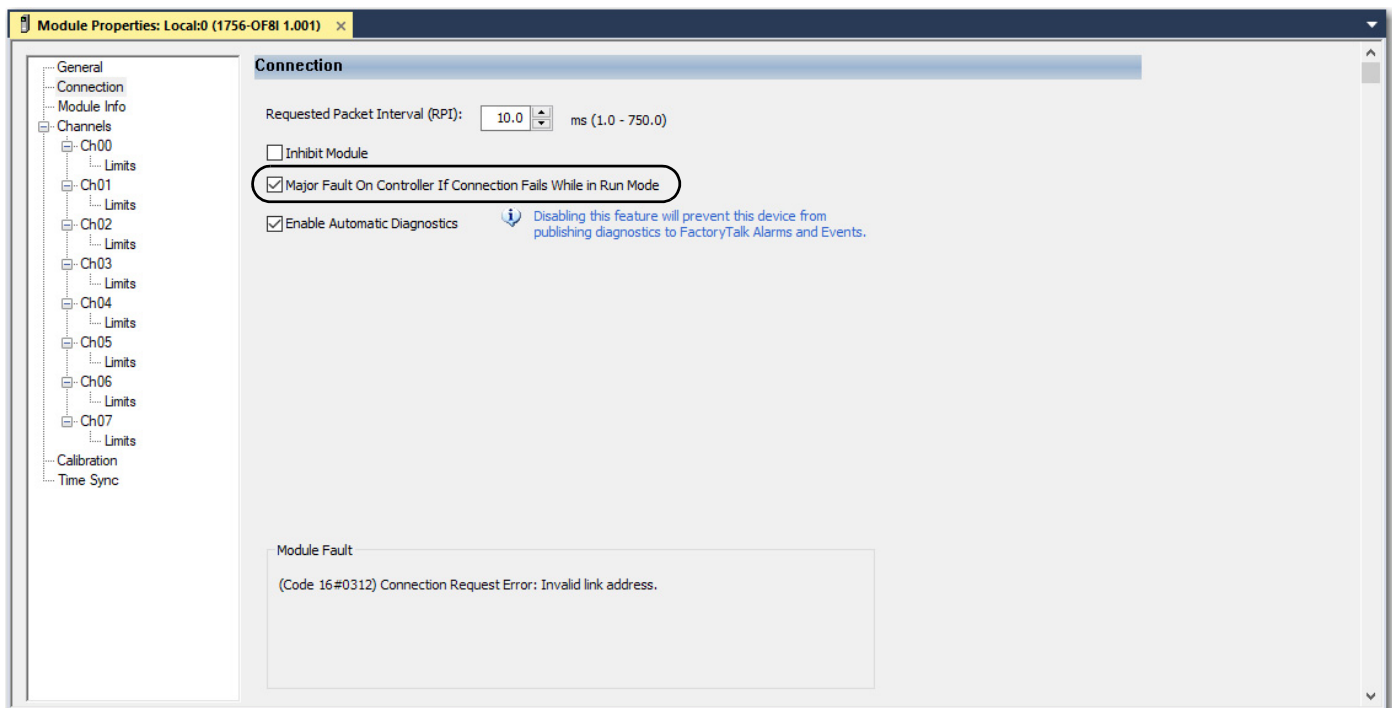 Module Properties: Local:0 (1756-OF8I 1.001)
General
Connection
Module Info
Channels
Ch00
Limits
Ch01
Limits
Ch02
Limits
Ch03
Limits
Ch04
Limits
Ch05
Limits
Ch06
Limits
Ch07
Limits
Calibration
Time Sync
Connection
Requested Packet Interval (RPI): 10.0 ms (1.0 - 750.0)
Inhibit Module
Major Fault On Controller If Connection Fails While in Run Mode
Enable Automatic Diagnostics
Disabling this feature will prevent this device from
publishing diagnostics to FactoryTalk Alarms and Events.
Module Fault
(Code 16#0312) Connection Request Error: Invalid link address.